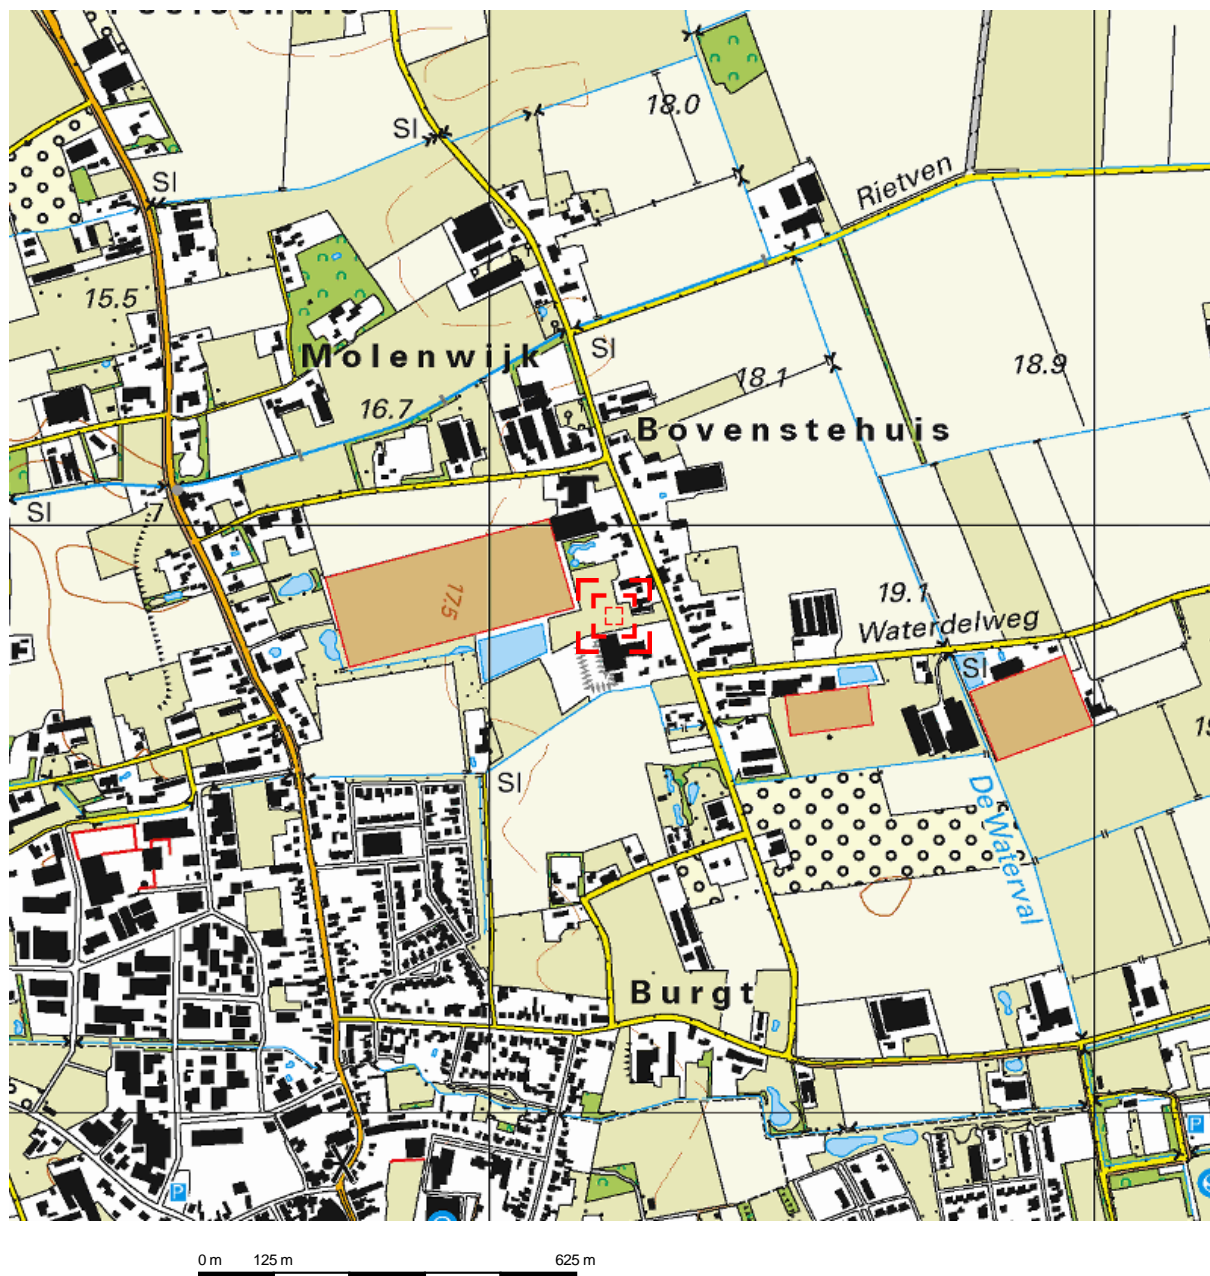 18.0
Sl
Sl
Rietven
15.5
Sl
Molenwijk
18.1
18.9
16.7
Bovenstehuis
Sl
7
17.5
19.1
Waterdelweg
Sl
Sl
De Waterval
Burgt
P
P
0 m 125 m 625 m